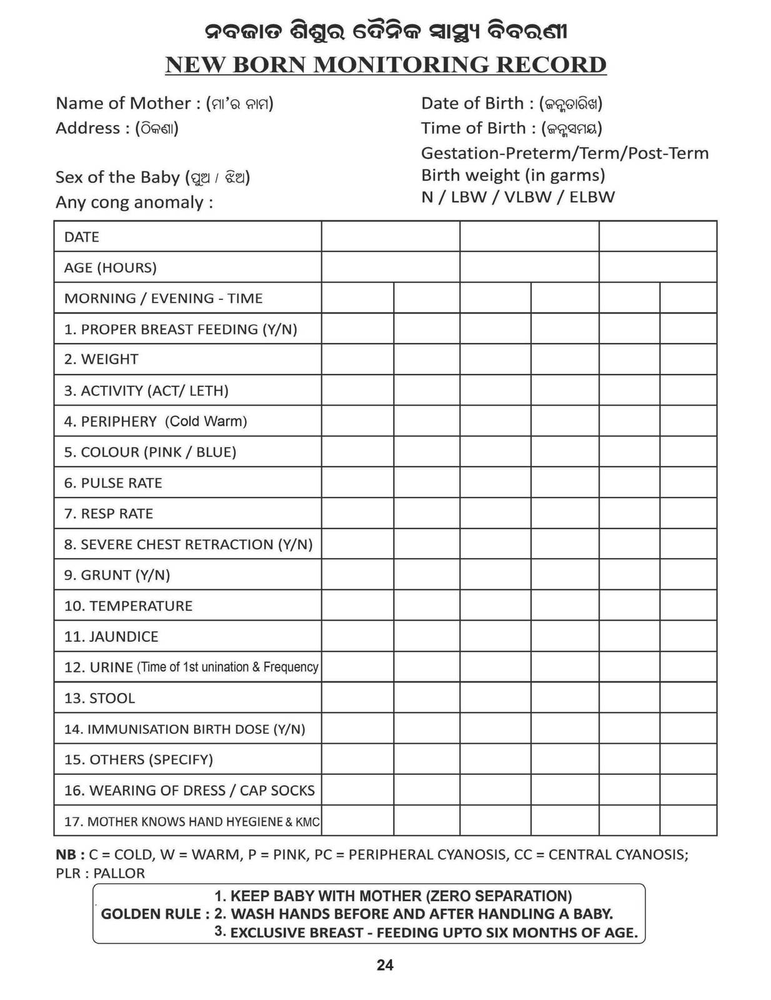 ନବଜାତ ଶିଶୁର ଦୈନିକ ସ୍ୱାସ୍ଥ୍ୟ ବିବରଣୀ
NEW BORN MONITORING RECORD
Name of Mother : (ମା’ର ନାମ)
Date of Birth : (ଜନ୍ମତାରିଖ)
Address : (ଠିକଣା)
Time of Birth : (ଜନ୍ମସମୟ)
Gestation-Preterm/Term/Post-Term
Sex of the Baby (ପୁଅ / ଝିଅ)
Birth weight (in garms)
Any cong anomaly :
N / LBW / VLBW / ELBW
DATE
AGE (HOURS)
MORNING / EVENING - TIME
1. PROPER BREAST FEEDING (Y/N)
2. WEIGHT
3. ACTIVITY (ACT/ LETH)
4. PERIPHERY (Cold Warm)
5. COLOUR (PINK / BLUE)
6. PULSE RATE
7. RESP RATE
8. SEVERE CHEST RETRACTION (Y/N)
9. GRUNT (Y/N)
10. TEMPERATURE
11. JAUNDICE
12. URINE (Time of 1st unination & Frequency
13. STOOL
14. IMMUNISATION BIRTH DOSE (Y/N)
15. OTHERS (SPECIFY)
16. WEARING OF DRESS / CAP SOCKS
17. MOTHER KNOWS HAND HYEGIENE & KMC
NB : C = COLD, W = WARM, P = PINK, PC = PERIPHERAL CYANOSIS, CC = CENTRAL CYANOSIS;
PLR : PALLOR
1. KEEP BABY WITH MOTHER (ZERO SEPARATION)
GOLDEN RULE : 2. WASH HANDS BEFORE AND AFTER HANDLING A BABY.
3. EXCLUSIVE BREAST - FEEDING UPTO SIX MONTHS OF AGE.
24